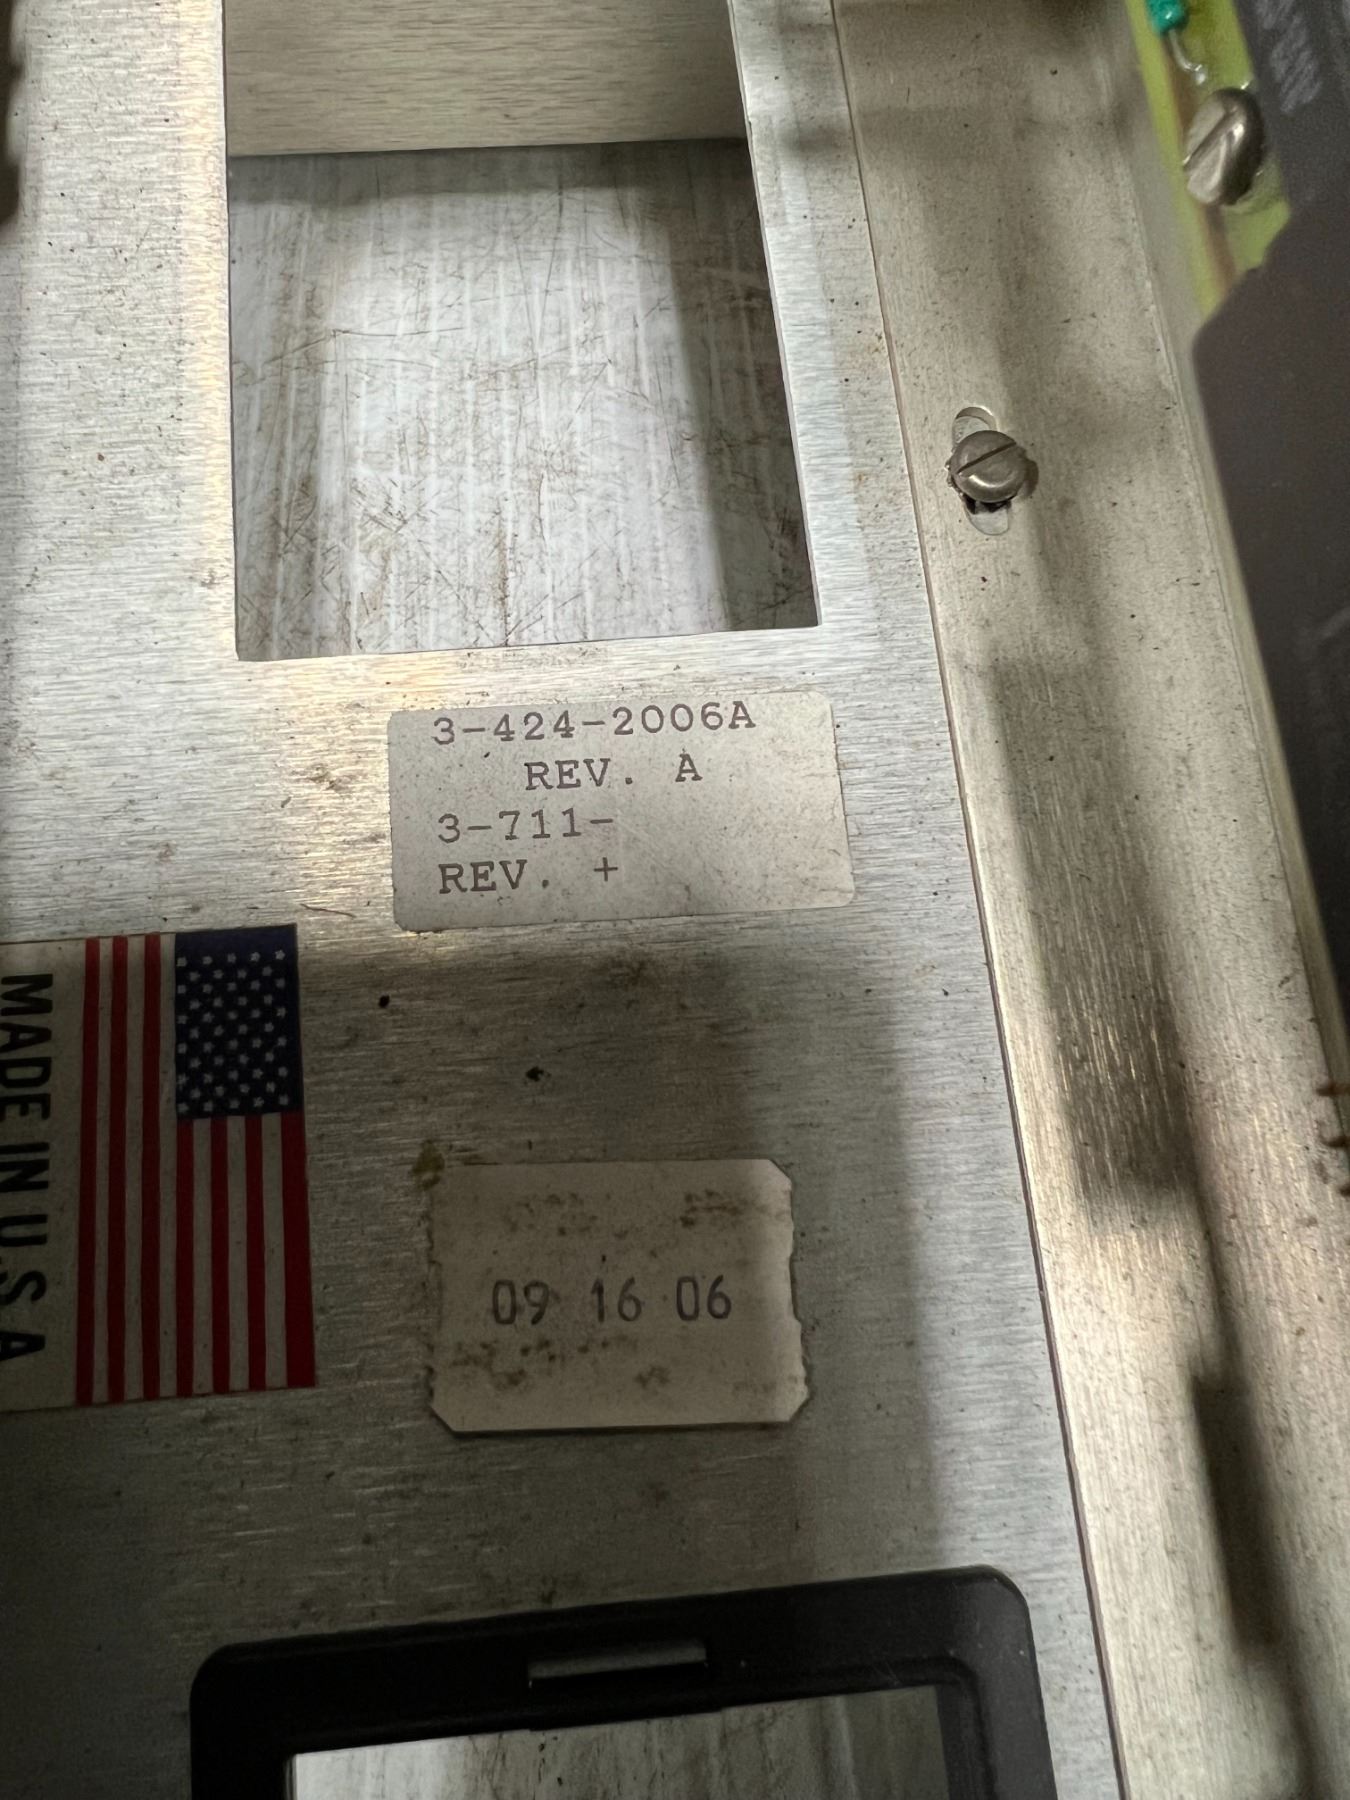 3-424-2006A
REV. A
3-711-
REV. +
MADE IN U.S.A
09 16 06